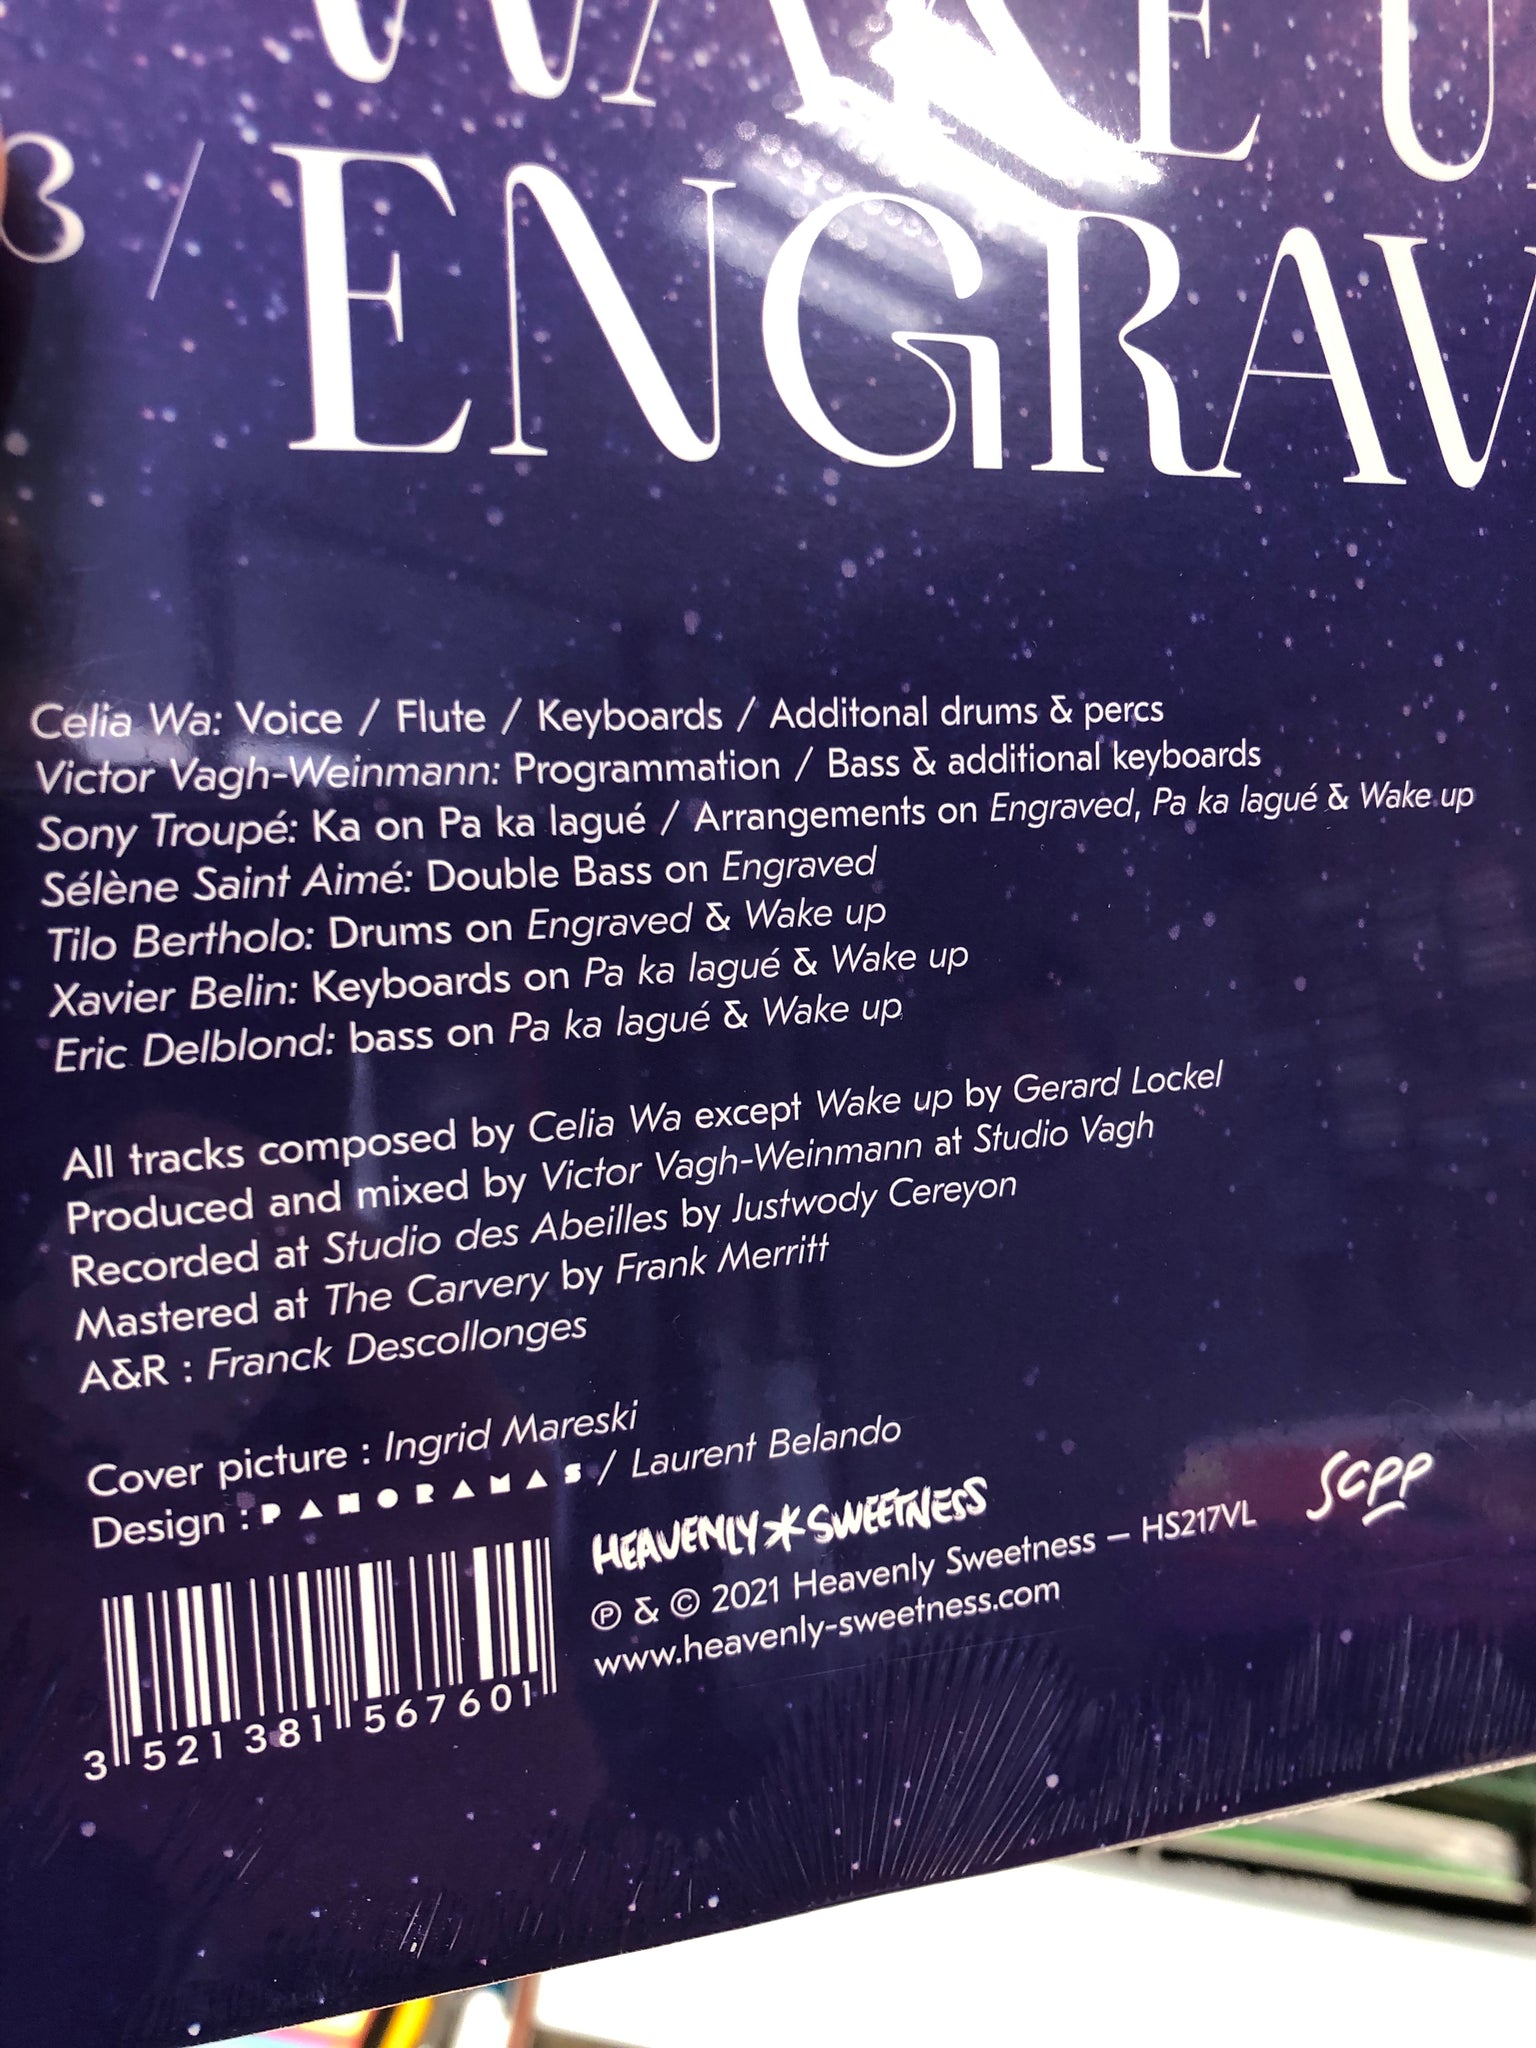 WAKE U
3 / ENGRAV
Celia Wa: Voice / Flute / Keyboards / Additonal drums & percs
Victor Vagh-Weinmann: Programmation / Bass & additional keyboards
Sony Troupé: Ka on Pa ka lagué / Arrangements on Engraved, Pa ka lagué & Wake up
Sélène Saint Aimé: Double Bass on Engraved
Tilo Bertholo: Drums on Engraved & Wake up
Xavier Belin: Keyboards on Pa ka lagué & Wake up
Eric Delblond: bass on Pa ka lagué & Wake up
All tracks composed by Celia Wa except Wake up by Gerard Lockel
Produced and mixed by Victor Vagh-Weinmann at Studio Vagh
Recorded at Studio des Abeilles by Justwody Cereyon
Mastered at The Carvery by Frank Merritt
A&R : Franck Descollonges
Cover picture : Ingrid Mareski
Design : PANORAMAS / Laurent Belando
HEAVENLY*SWEETNESS
℗ & © 2021 Heavenly Sweetness – HS217VL
SCPP
www.heavenly-sweetness.com
3 521381 567601